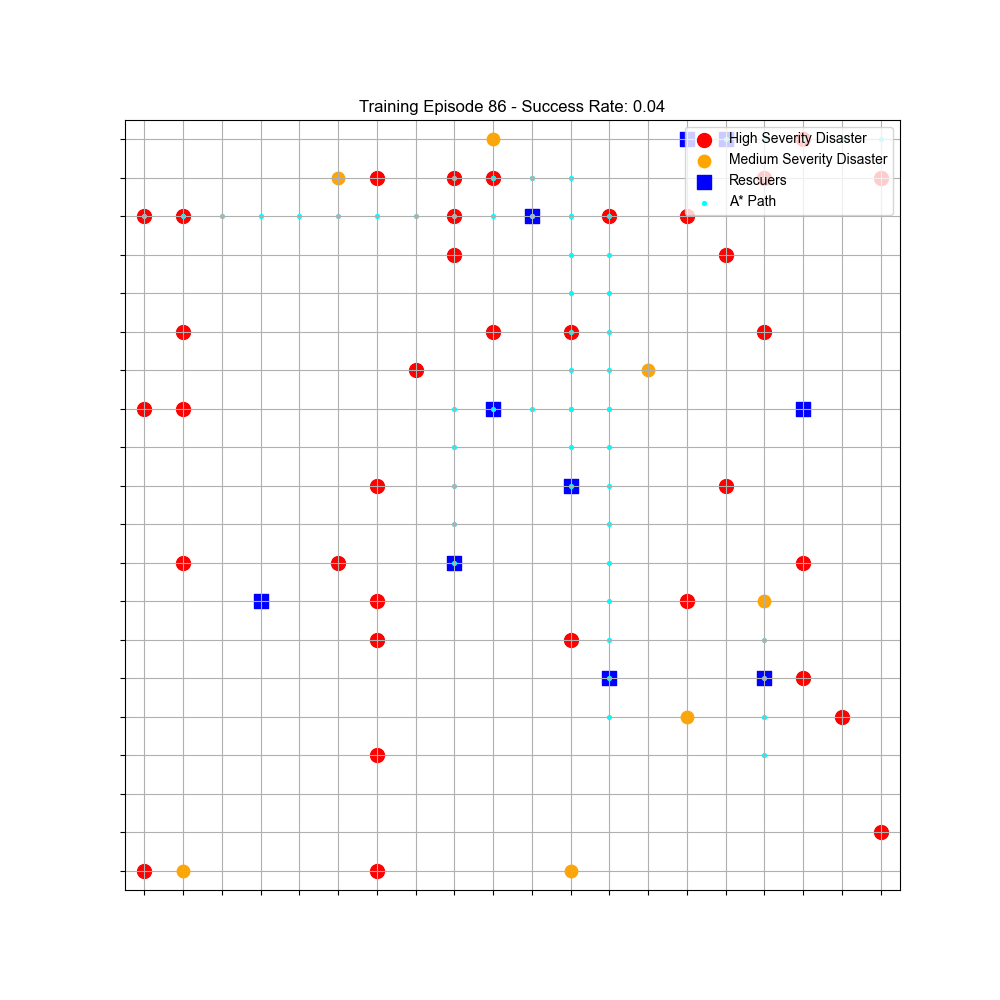 Training Episode 86 - Success Rate: 0.04
High Severity Disaster
Medium Severity Disaster
Rescuers
A* Path